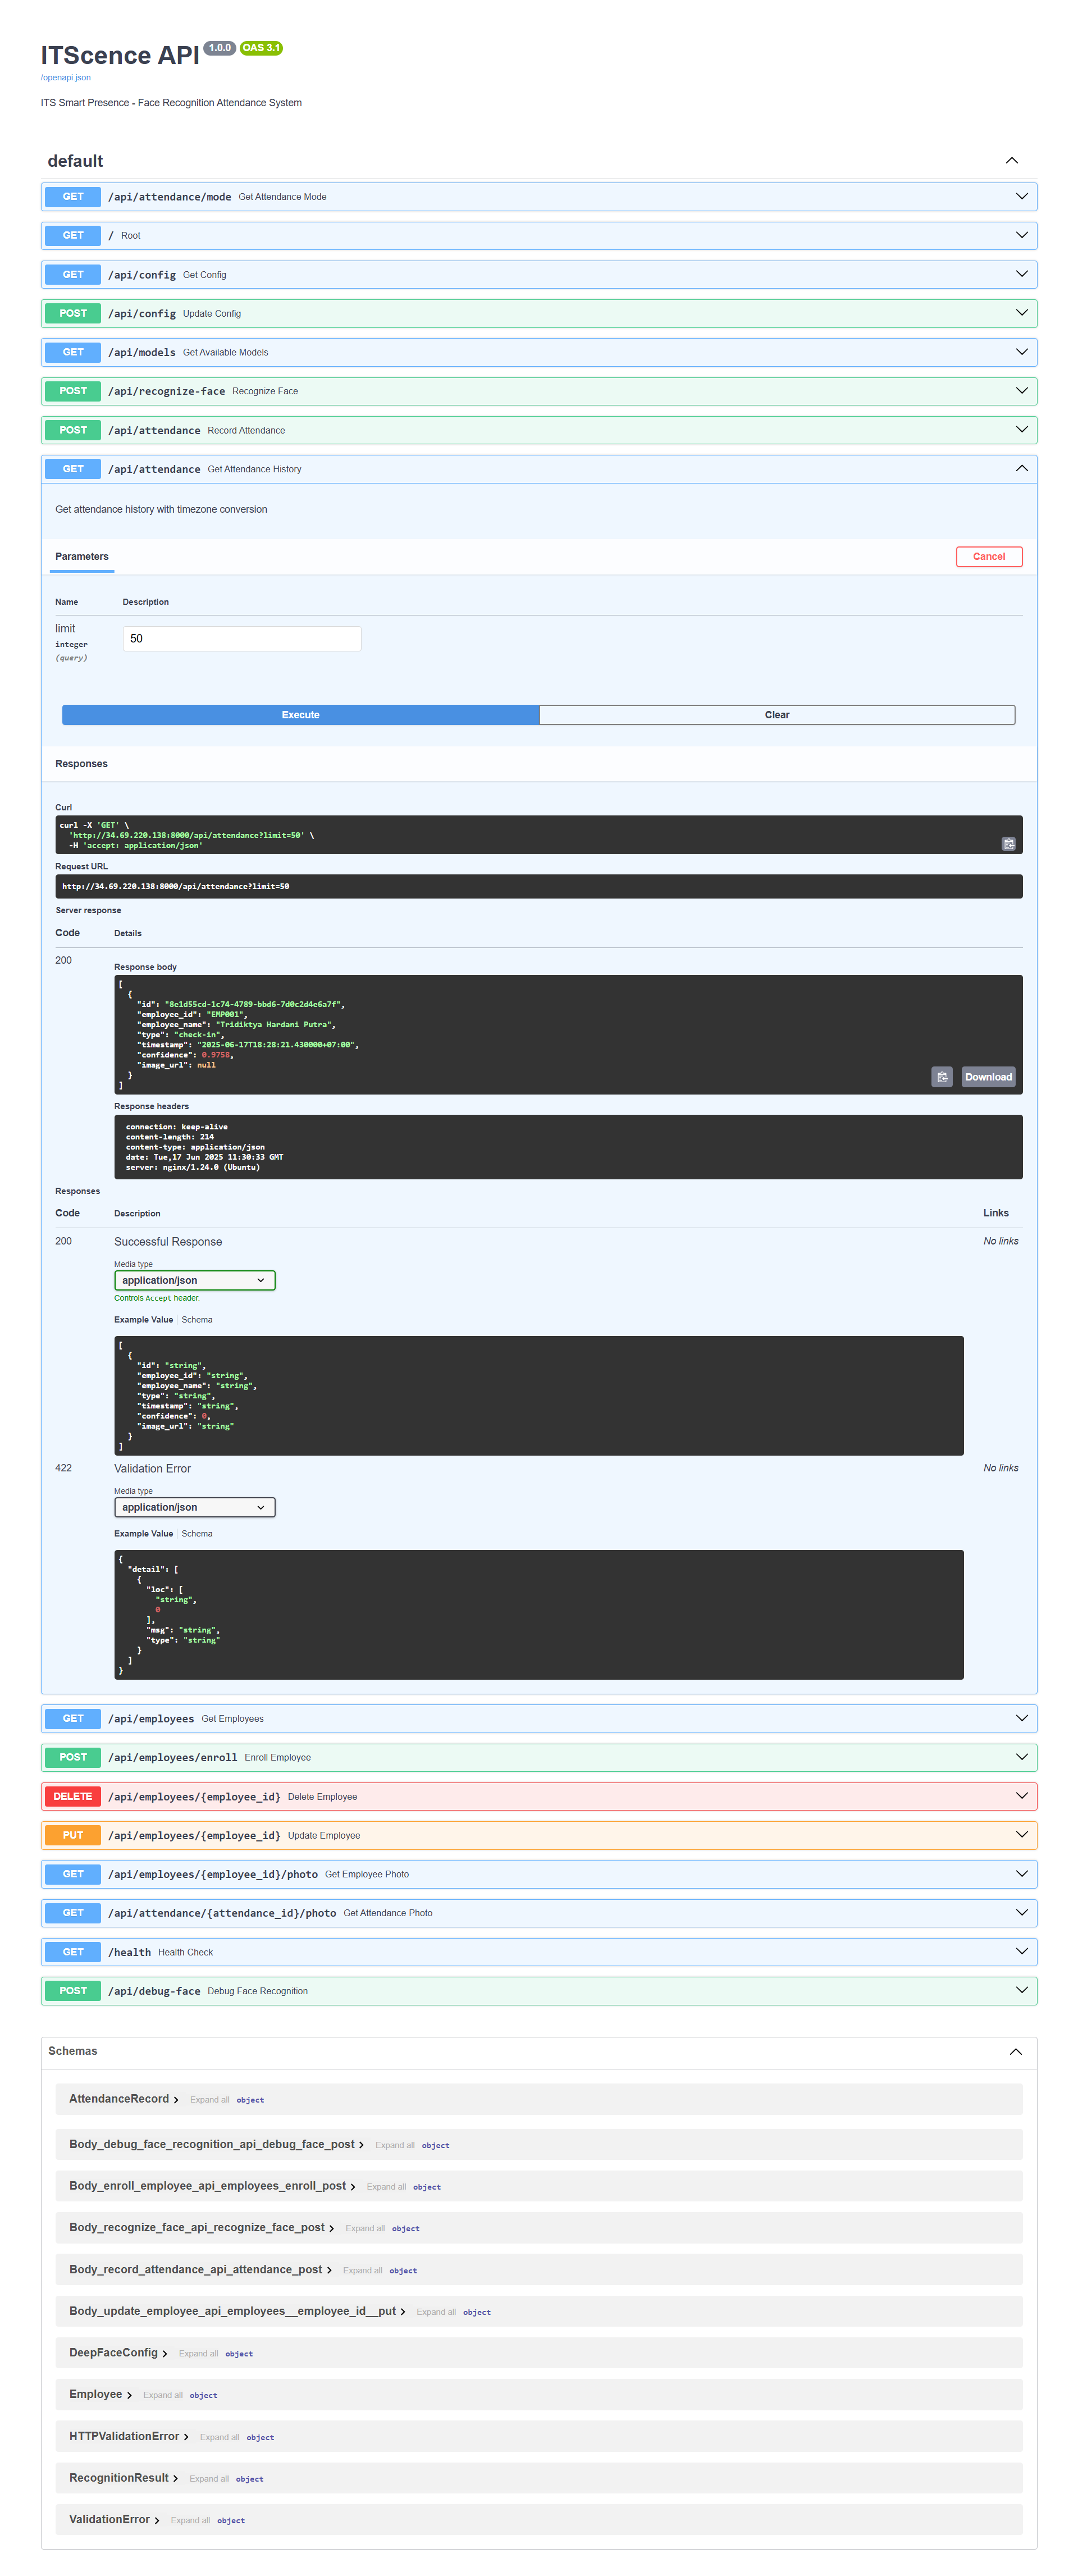 ITScence API 1.0.0 OAS 3.1
/openapi.json
ITS Smart Presence - Face Recognition Attendance System
default
GET /api/attendance/mode Get Attendance Mode
GET / Root
GET /api/config Get Config
POST /api/config Update Config
GET /api/models Get Available Models
POST /api/recognize-face Recognize Face
POST /api/attendance Record Attendance
GET /api/attendance Get Attendance History
Get attendance history with timezone conversion
Parameters Cancel
Name Description
limit
integer
(query)
50
Execute Clear
Responses
Curl
curl -X 'GET' \
'http://34.69.220.138:8000/api/attendance?limit=50' \
-H 'accept: application/json'
Request URL
http://34.69.220.138:8000/api/attendance?limit=50
Server response
Code Details
200
Response body
[
{
"id": "8e1d55cd-1c74-4789-bbd6-7d0c2d4e6a7f",
"employee_id": "EMP001",
"employee_name": "Tridiktya Hardani Putra",
"type": "check-in",
"timestamp": "2025-06-17T18:28:21.430000+07:00",
"confidence": 0.9758,
"image_url": null
}
]
Download
Response headers
connection: keep-alive
content-length: 214
content-type: application/json
date: Tue,17 Jun 2025 11:30:33 GMT
server: nginx/1.24.0 (Ubuntu)
Responses
Code Description Links
200 Successful Response No links
Media type
application/json
Controls Accept header.
Example Value Schema
[
{
"id": "string",
"employee_id": "string",
"employee_name": "string",
"type": "string",
"timestamp": "string",
"confidence": 0,
"image_url": "string"
}
]
422 Validation Error No links
Media type
application/json
Example Value Schema
{
"detail": [
{
"loc": [
"string",
0
],
"msg": "string",
"type": "string"
}
]
}
GET /api/employees Get Employees
POST /api/employees/enroll Enroll Employee
DELETE /api/employees/{employee_id} Delete Employee
PUT /api/employees/{employee_id} Update Employee
GET /api/employees/{employee_id}/photo Get Employee Photo
GET /api/attendance/{attendance_id}/photo Get Attendance Photo
GET /health Health Check
POST /api/debug-face Debug Face Recognition
Schemas
AttendanceRecord Expand all object
Body_debug_face_recognition_api_debug_face_post Expand all object
Body_enroll_employee_api_employees_enroll_post Expand all object
Body_recognize_face_api_recognize_face_post Expand all object
Body_record_attendance_api_attendance_post Expand all object
Body_update_employee_api_employees__employee_id__put Expand all object
DeepFaceConfig Expand all object
Employee Expand all object
HTTPValidationError Expand all object
RecognitionResult Expand all object
ValidationError Expand all object